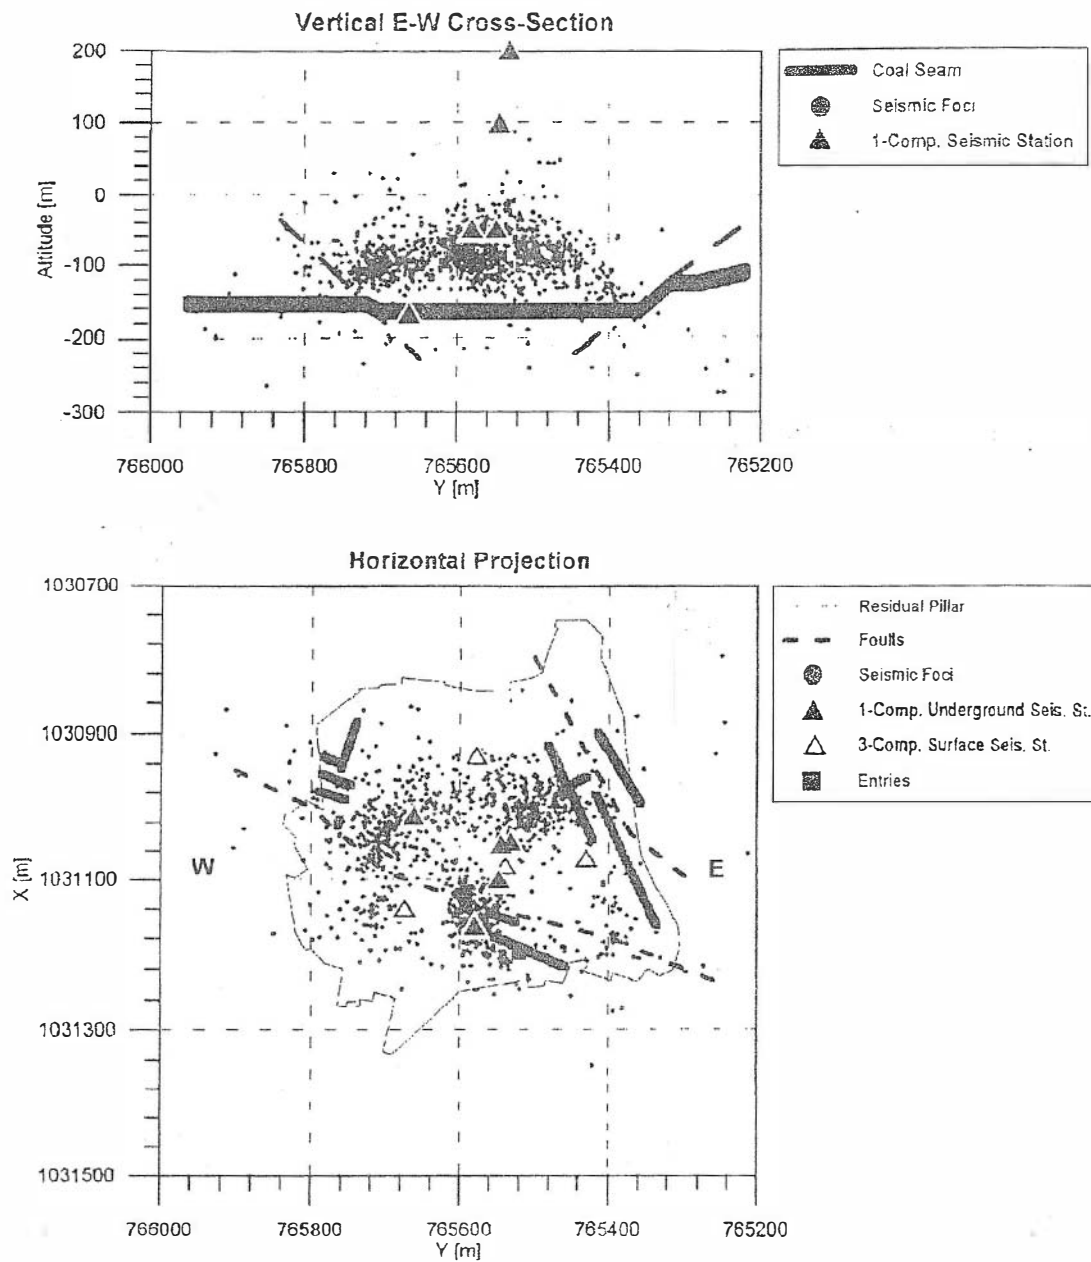 Vertical E-W Cross-Section
200
100
0
-100
-200
-300
Altitude [m]
766000 765800 765600 765400 765200
Y [m]
Coal Seam
Seismic Foci
1-Comp. Seismic Station
Horizontal Projection
1030700
1030900
1031100
1031300
1031500
X [m]
W
E
766000 765800 765600 765400 765200
Y [m]
Residual Pillar
Foults
Seismic Foci
1-Comp. Underground Seis. St.
3-Comp. Surface Seis. St.
Entries